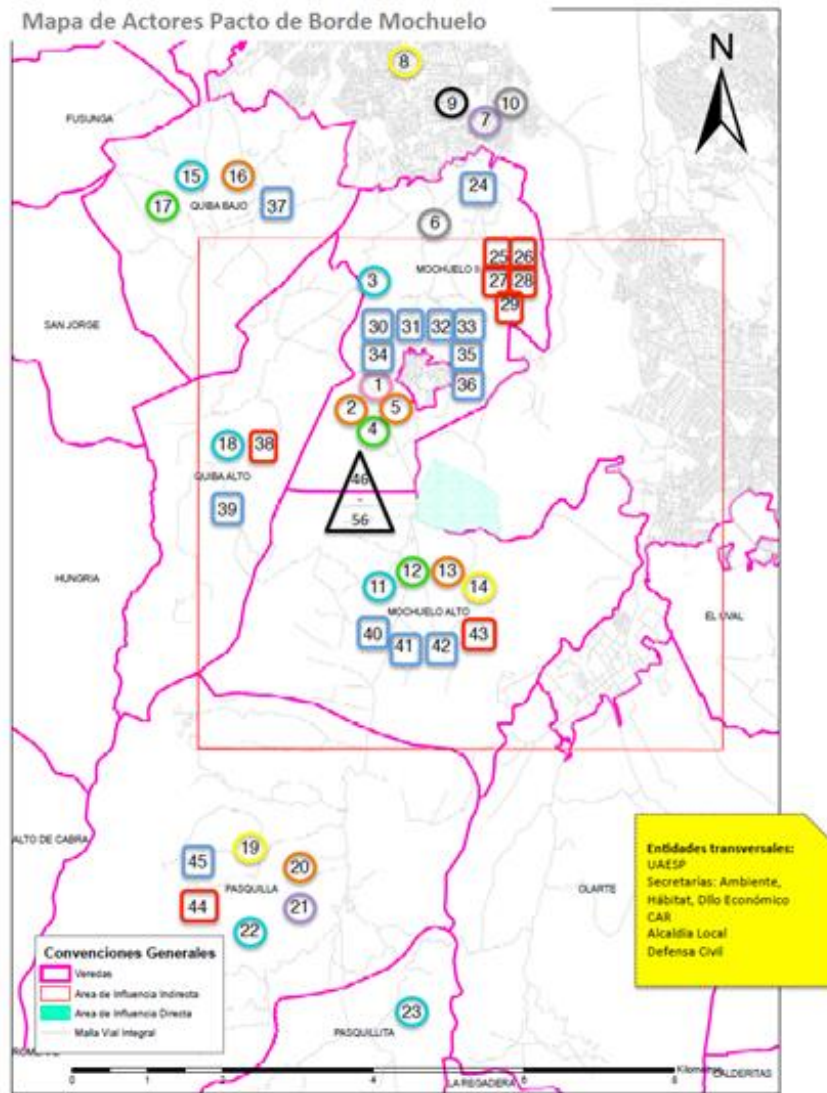 Mapa de Actores Pacto de Borde Mochuelo
N
8
9
10
7
FUSUNGA
15
16
24
17
QUIBA BAJO
37
6
25
26
MOCHUELO
3
27
28
29
SAN JORGE
30
31
32
33
34
35
1
36
2
5
4
18
38
QUIBA ALTO
46
39
56
HUNGRIA
12
13
11
14
MOCHUELO ALTO
EL UVAL
40
41
42
43
ALTO DE CABRA
19
45
20
PASQUILLA
OLARTE
44
21
22
Entidades transversales:
UAESP
Secretarías: Ambiente,
Hábitat, Dllo Económico
CAR
Alcaldía Local
Defensa Civil
Convenciones Generales
Veredas
Area de Influencia Indirecta
Area de Influencia Directa
Malla Vial Integral
23
PASQUILLITA
0
2
4
8
LA REGADERA